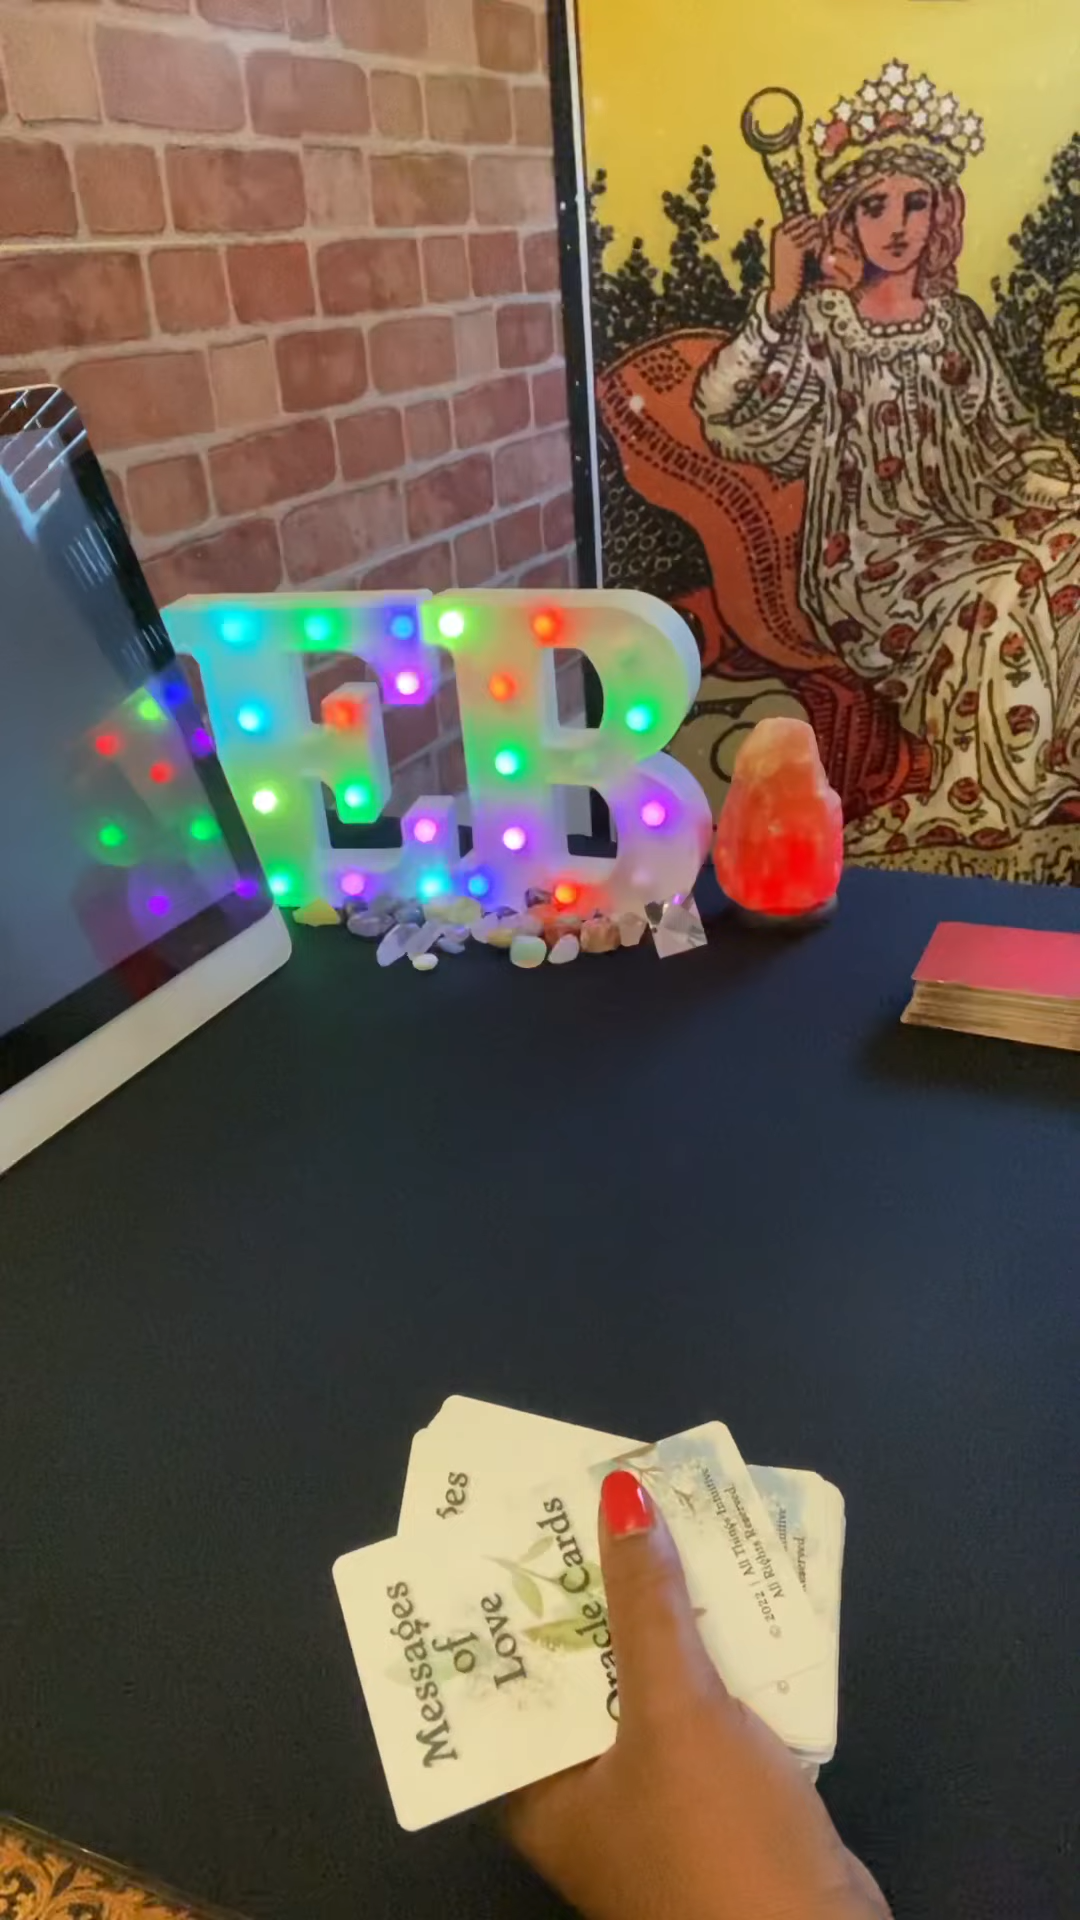 EB
Messages
of
Love
Oracle Cards
© 2022 | All Things Intuitive.
All Rights Reserved.